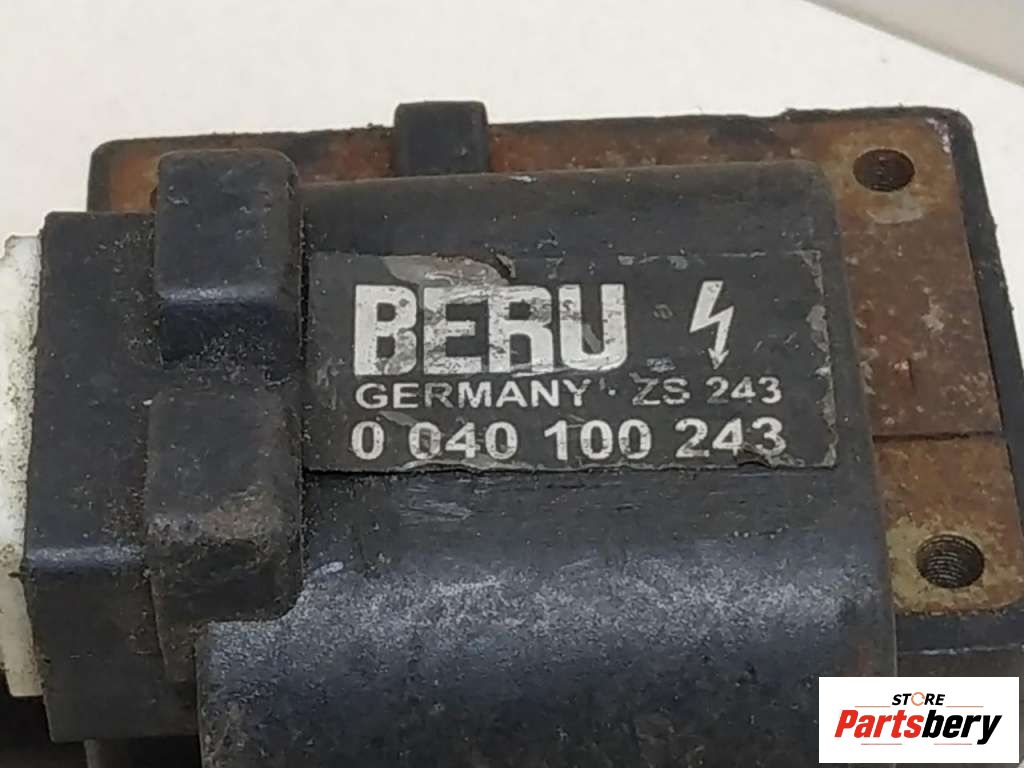 BERU
GERMANY · ZS 243
0 040 100 243
STORE
Partsbery